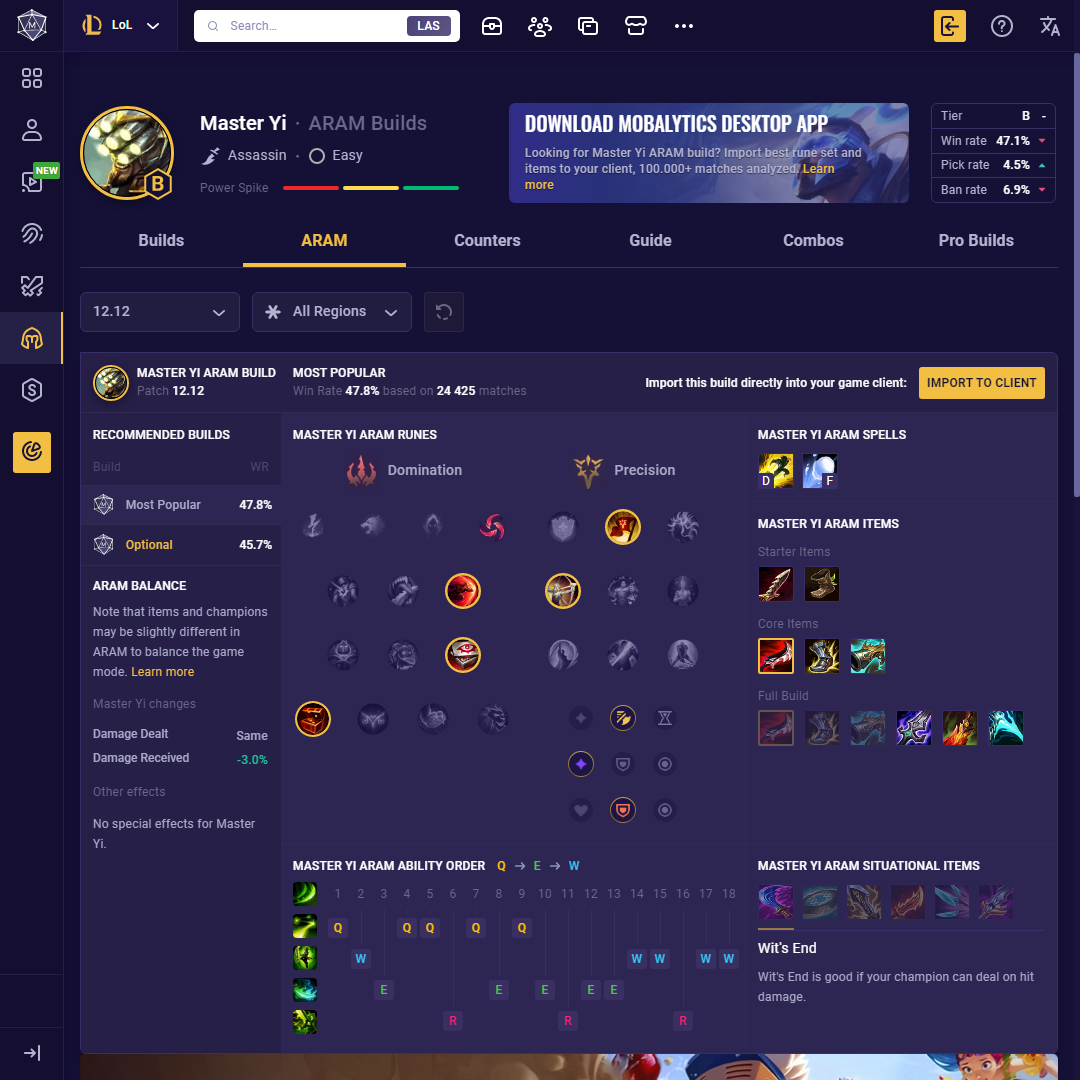 LoL
Search...
LAS
NEW
Master Yi · ARAM Builds
Assassin · Easy
Power Spike
B
DOWNLOAD MOBALYTICS DESKTOP APP
Looking for Master Yi ARAM build? Import best rune set and
items to your client, 100.000+ matches analyzed. Learn
more
Tier B -
Win rate 47.1%
Pick rate 4.5%
Ban rate 6.9%
Builds
ARAM
Counters
Guide
Combos
Pro Builds
12.12
All Regions
MASTER YI ARAM BUILD
Patch 12.12
MOST POPULAR
Win Rate 47.8% based on 24 425 matches
Import this build directly into your game client:
IMPORT TO CLIENT
RECOMMENDED BUILDS
Build WR
Most Popular 47.8%
Optional 45.7%
ARAM BALANCE
Note that items and champions
may be slightly different in
ARAM to balance the game
mode. Learn more
Master Yi changes
Damage Dealt Same
Damage Received -3.0%
Other effects
No special effects for Master
Yi.
MASTER YI ARAM RUNES
Domination
Precision
MASTER YI ARAM SPELLS
D F
MASTER YI ARAM ITEMS
Starter Items
Core Items
Full Build
MASTER YI ARAM ABILITY ORDER Q → E → W
1 2 3 4 5 6 7 8 9 10 11 12 13 14 15 16 17 18
Q Q Q Q Q
W W W W W
E E E E E
R R R
MASTER YI ARAM SITUATIONAL ITEMS
Wit's End
Wit's End is good if your champion can deal on hit
damage.